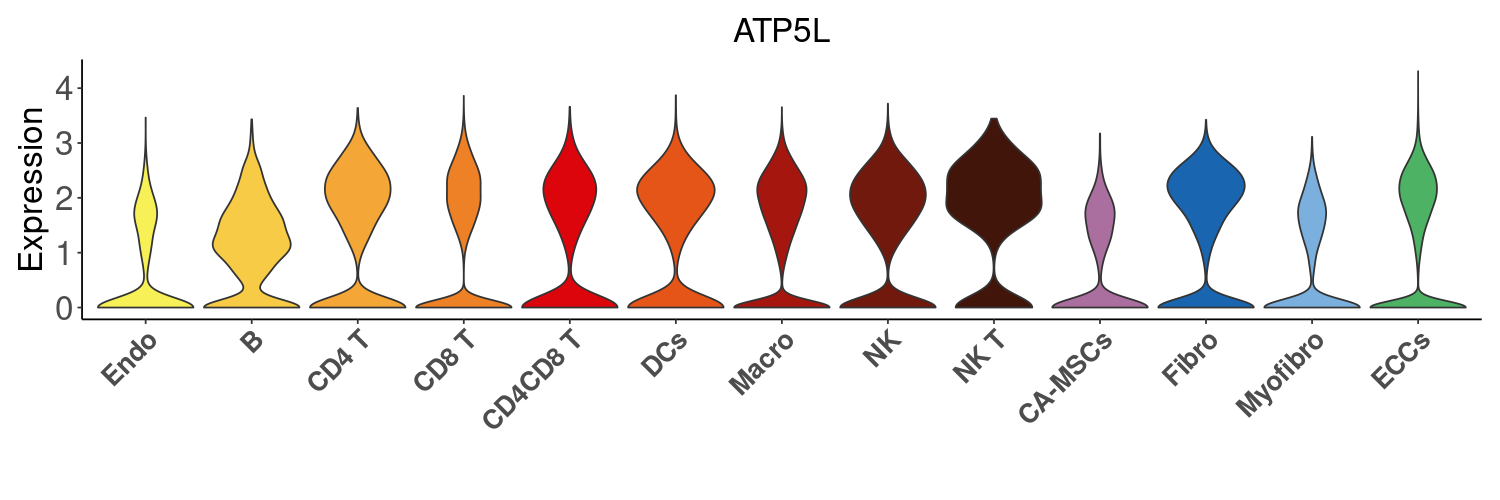 ATP5L
Expression
4
3
2
1
0
Endo
B
CD4 T
CD8 T
CD4CD8 T
DCs
Macro
NK
NK T
CA-MSCs
Fibro
Myofibro
ECCs